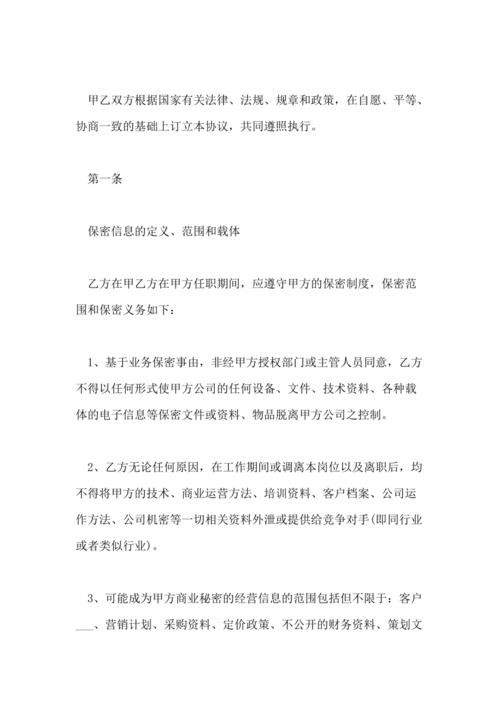 甲乙双方根据国家有关法律、法规、规章和政策，在自愿、平等、
协商一致的基础上订立本协议，共同遵照执行。
第一条
保密信息的定义、范围和载体
乙方在甲乙方在甲方任职期间，应遵守甲方的保密制度，保密范
围和保密义务如下：
1、基于业务保密事由，非经甲方授权部门或主管人员同意，乙方
不得以任何形式使甲方公司的任何设备、文件、技术资料、各种载
体的电子信息等保密文件或资料、物品脱离甲方公司之控制。
2、乙方无论任何原因，在工作期间或调离本岗位以及离职后，均
不得将甲方的技术、商业运营方法、培训资料、客户档案、公司运
作方法、公司机密等一切相关资料外泄或提供给竞争对手(即同行业
或者类似行业)。
3、可能成为甲方商业秘密的经营信息的范围包括但不限于：客户
___、营销计划、采购资料、定价政策、不公开的财务资料、策划文